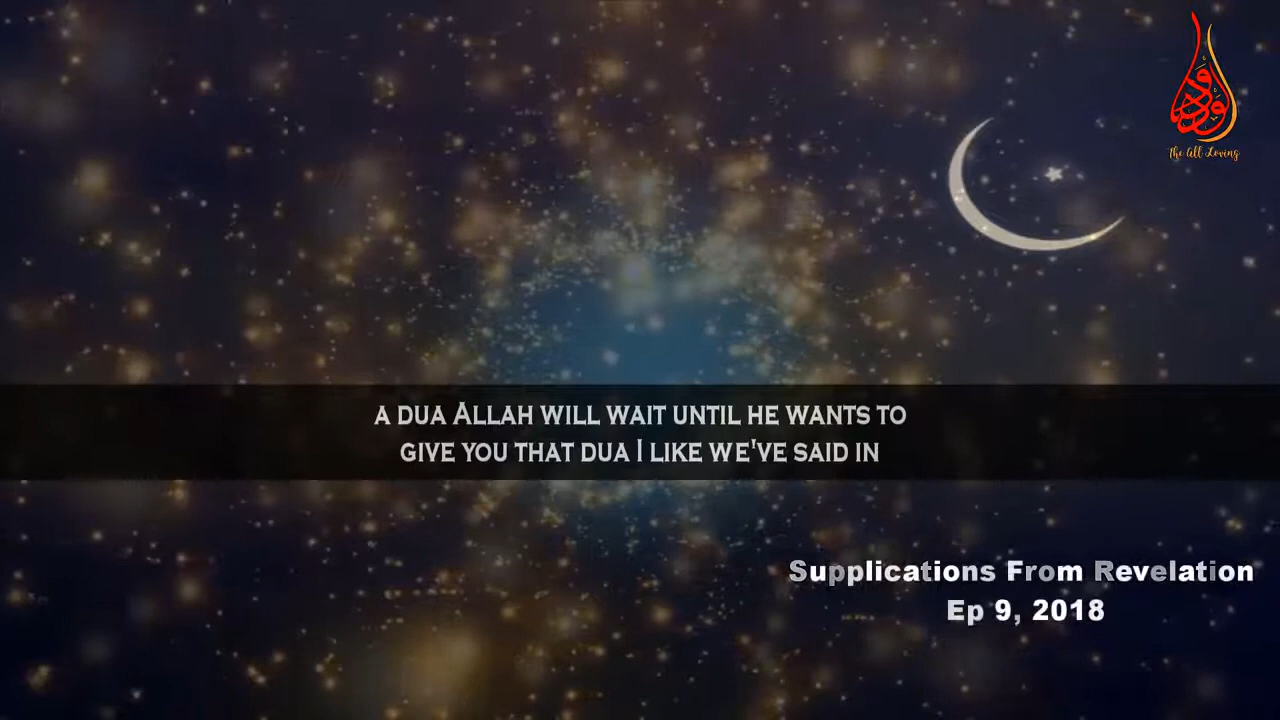 ودود
The All Loving
A DUA ALLAH WILL WAIT UNTIL HE WANTS TO
GIVE YOU THAT DUA I LIKE WE'VE SAID IN
Supplications From Revelation
Ep 9, 2018